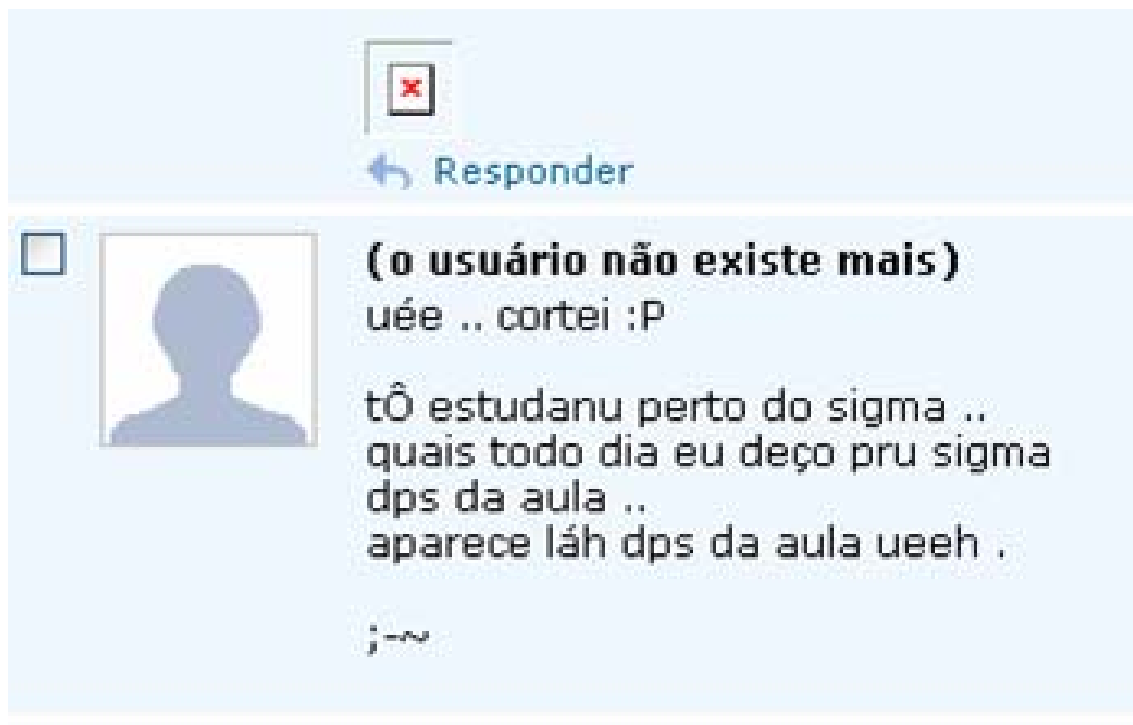 Responder
(o usuário não existe mais)
uée .. cortei :P
tÔ estudanu perto do sigma ..
quais todo dia eu deço pru sigma
dps da aula ..
aparece láh dps da aula ueeh .
;-~